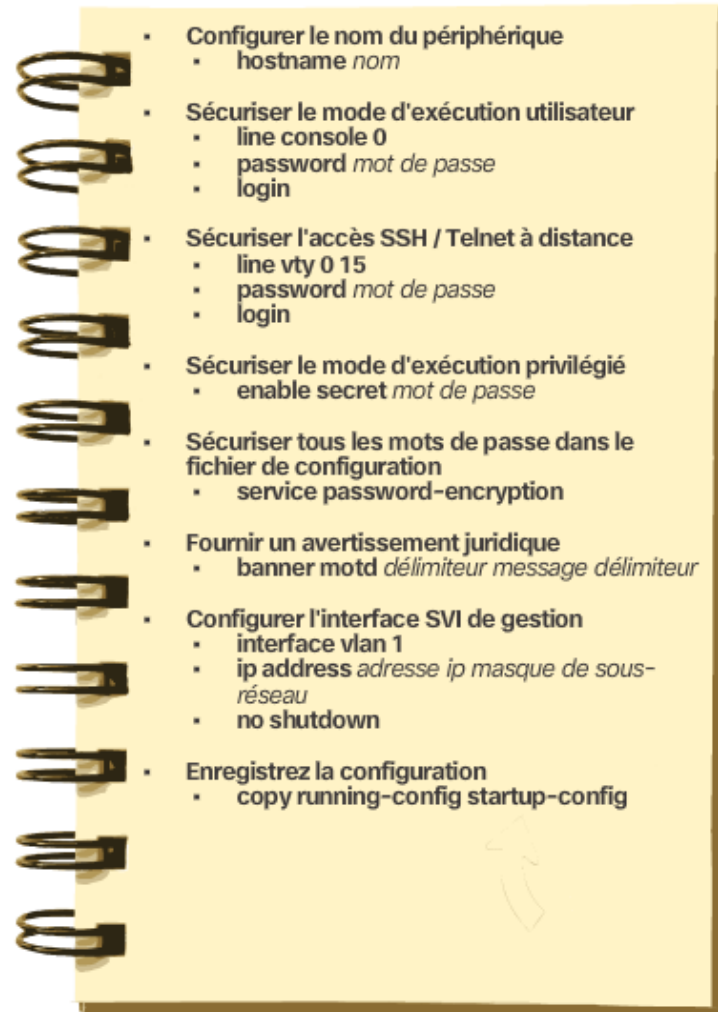 ▪ Configurer le nom du périphérique
▪ hostname nom
▪ Sécuriser le mode d'exécution utilisateur
▪ line console 0
▪ password mot de passe
▪ login
▪ Sécuriser l'accès SSH / Telnet à distance
▪ line vty 0 15
▪ password mot de passe
▪ login
▪ Sécuriser le mode d'exécution privilégié
▪ enable secret mot de passe
▪ Sécuriser tous les mots de passe dans le
fichier de configuration
▪ service password-encryption
▪ Fournir un avertissement juridique
▪ banner motd délimiteur message délimiteur
▪ Configurer l'interface SVI de gestion
▪ interface vlan 1
▪ ip address adresse ip masque de sous-
réseau
▪ no shutdown
▪ Enregistrez la configuration
▪ copy running-config startup-config